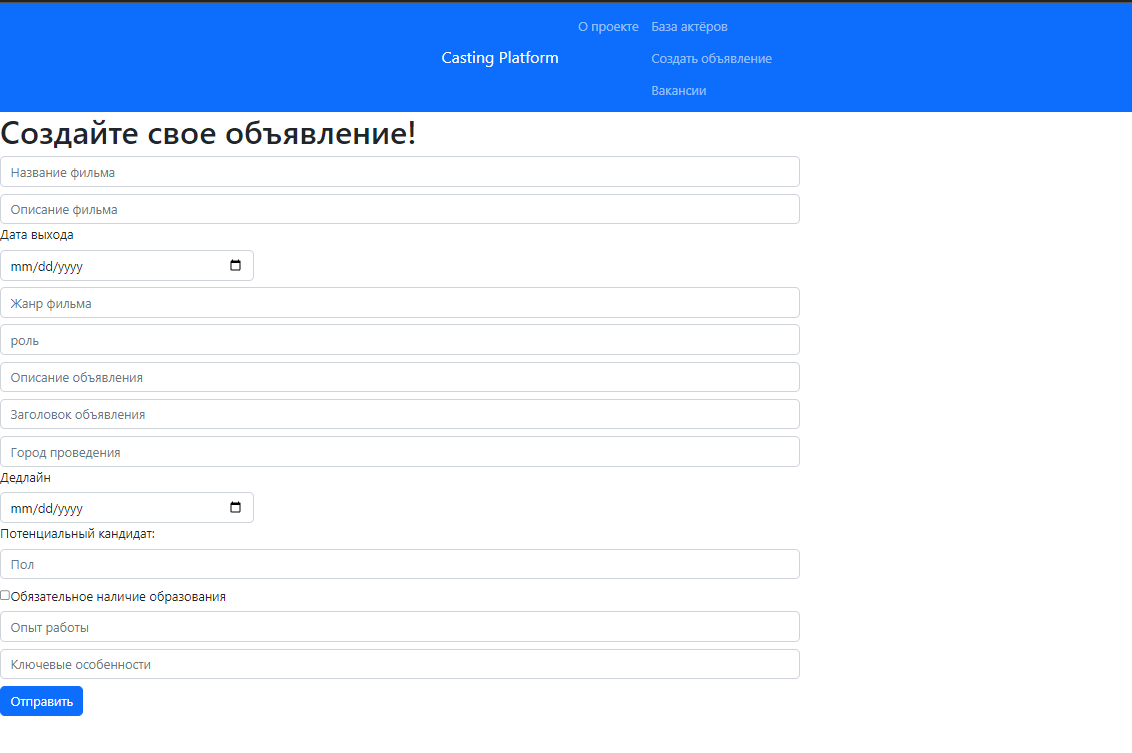 О проекте База актёров
Casting Platform Создать объявление
Вакансии
Создайте свое объявление!
Название фильма
Описание фильма
Дата выхода
mm/dd/yyyy
Жанр фильма
роль
Описание объявления
Заголовок объявления
Город проведения
Дедлайн
mm/dd/yyyy
Потенциальный кандидат:
Пол
Обязательное наличие образования
Опыт работы
Ключевые особенности
Отправить